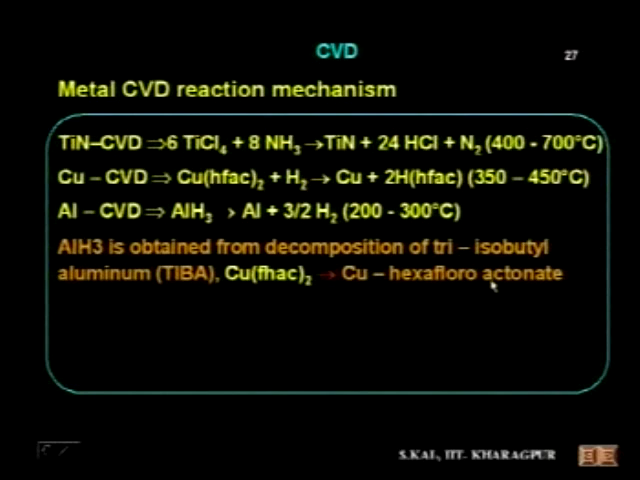 CVD
27
Metal CVD reaction mechanism
TiN–CVD ⇒6 TiCl₄ + 8 NH₃ →TiN + 24 HCl + N₂ (400 - 700°C)
Cu – CVD ⇒ Cu(hfac)₂ + H₂ → Cu + 2H(hfac) (350 – 450°C)
Al – CVD ⇒ AlH₃ → Al + 3/2 H₂ (200 - 300°C)
AlH3 is obtained from decomposition of tri – isobutyl
aluminum (TIBA), Cu(fhac)₂ → Cu – hexafloro actonate
S.KAL, IIT- KHARAGPUR